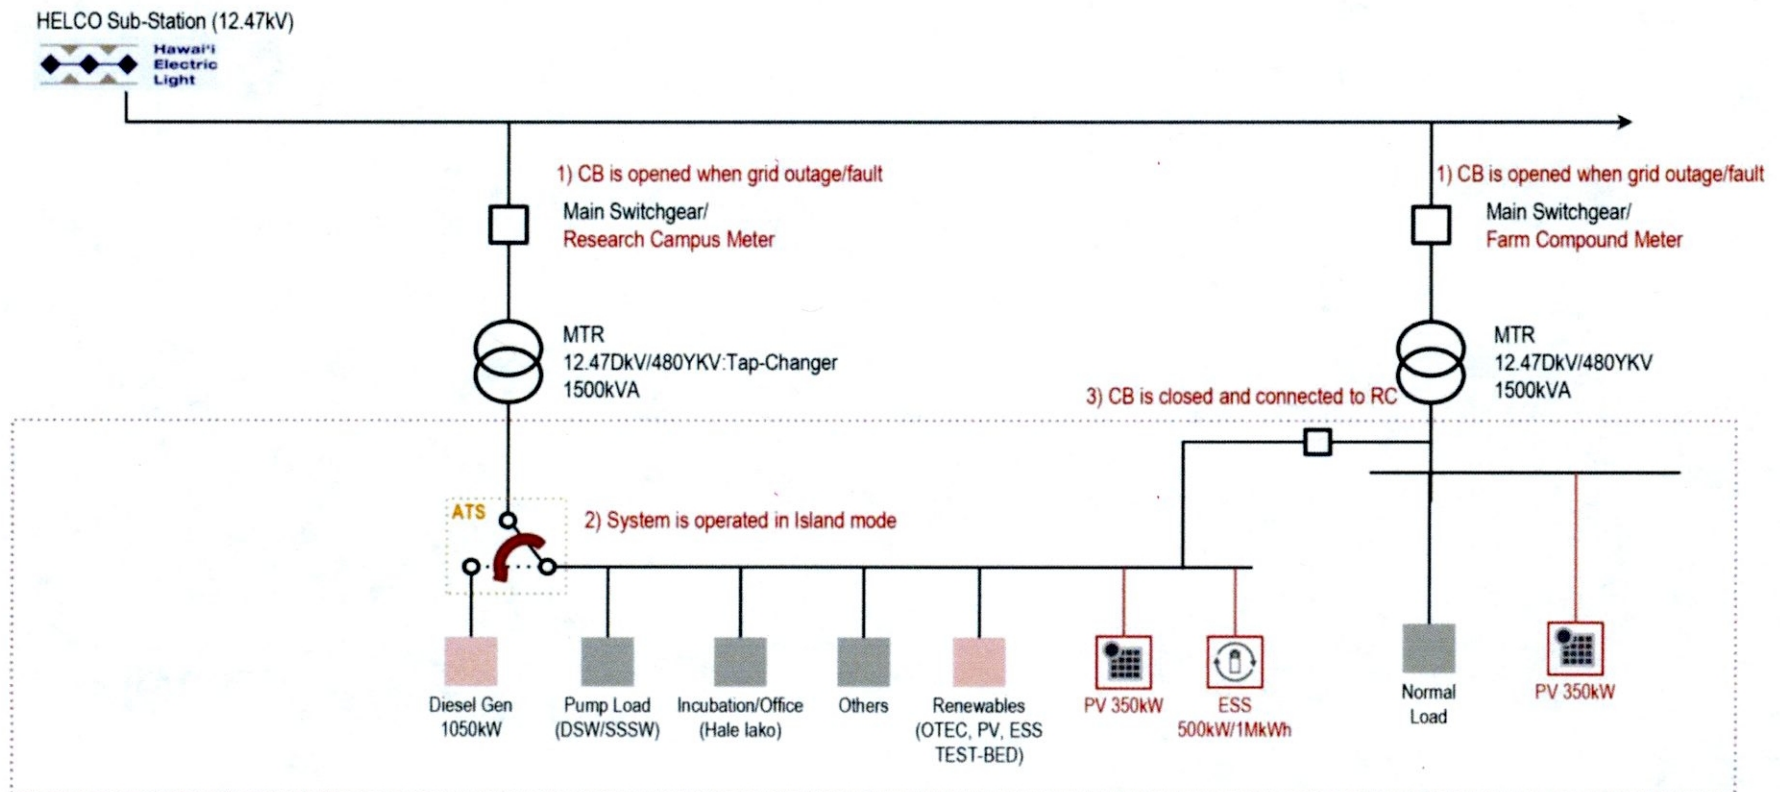 HELCO Sub-Station (12.47kV)
Hawai'i
Electric
Light
1) CB is opened when grid outage/fault
Main Switchgear/
Research Campus Meter
1) CB is opened when grid outage/fault
Main Switchgear/
Farm Compound Meter
MTR
12.47DkV/480YKV:Tap-Changer
1500kVA
MTR
12.47DkV/480YKV
1500kVA
3) CB is closed and connected to RC
ATS
2) System is operated in Island mode
Diesel Gen
1050kW
Pump Load
(DSW/SSSW)
Incubation/Office
(Hale Iako)
Others
Renewables
(OTEC, PV, ESS
TEST-BED)
PV 350kW
ESS
500kW/1MkWh
Normal
Load
PV 350kW